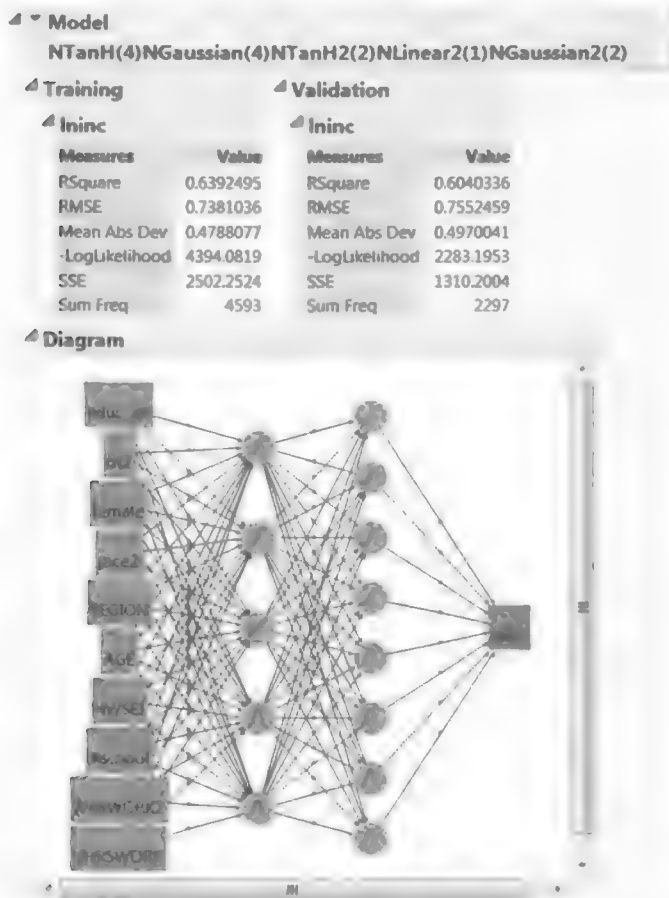 Model
NTanH(4)NGaussian(4)NTanH2(2)NLinear2(1)NGaussian2(2)
Training
Validation
lninc
lninc
Measures Value
RSquare 0.6392495
RMSE 0.7381036
Mean Abs Dev 0.4788077
-LogLikelihood 4394.0819
SSE 2502.2524
Sum Freq 4593
Measures Value
RSquare 0.6040336
RMSE 0.7552459
Mean Abs Dev 0.4970041
-LogLikelihood 2283.1953
SSE 1310.2004
Sum Freq 2297
Diagram
female
race2
REGION
AGE